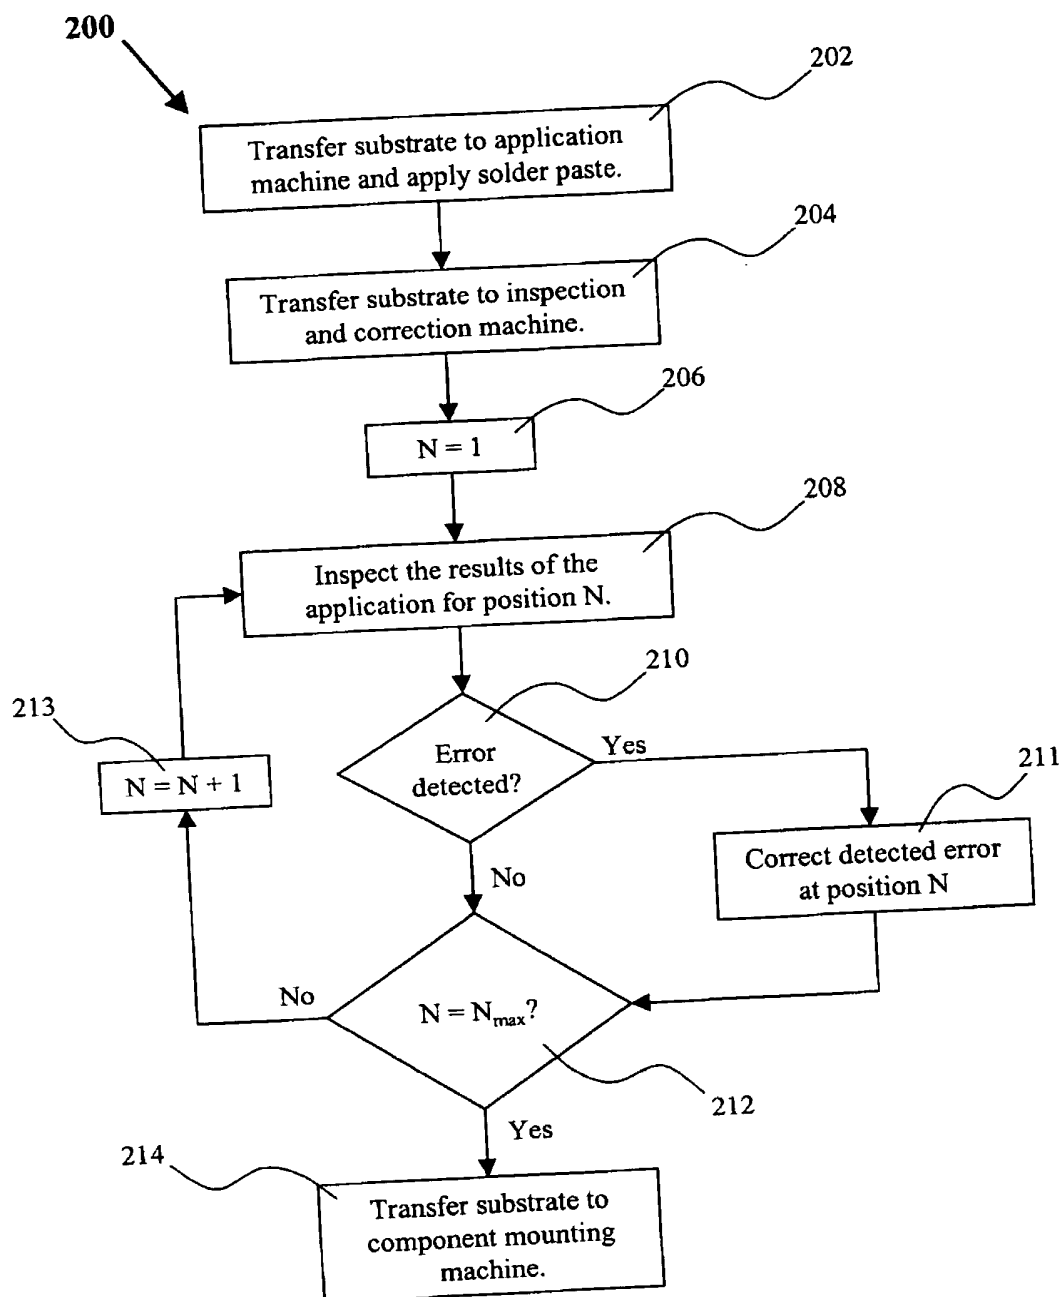 200
202
Transfer substrate to application
machine and apply solder paste.
204
Transfer substrate to inspection
and correction machine.
206
N = 1
208
Inspect the results of the
application for position N.
210
Error
detected?
Yes
211
Correct detected error
at position N
213
N = N + 1
No
No
N = Nmax?
212
Yes
214
Transfer substrate to
component mounting
machine.